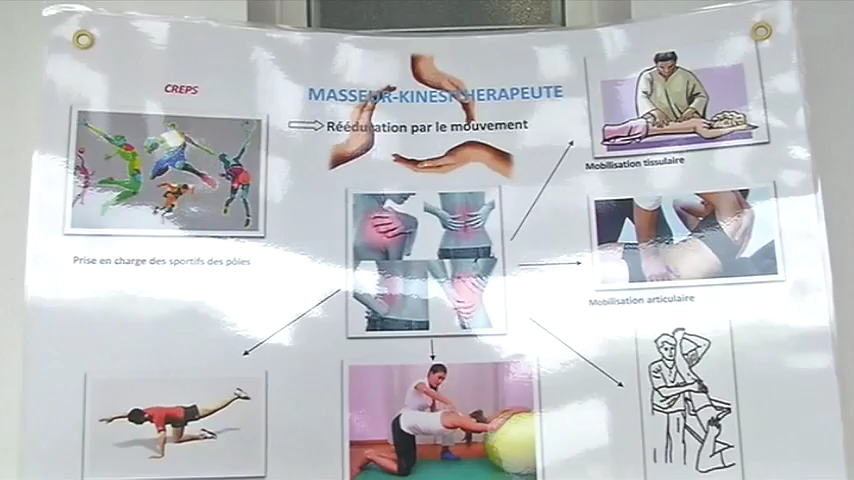 CREPS
MASSEUR-KINESITHERAPEUTE
Rééducation par le mouvement
Mobilisation tissulaire
Prise en charge des sportifs des pôles
Mobilisation articulaire